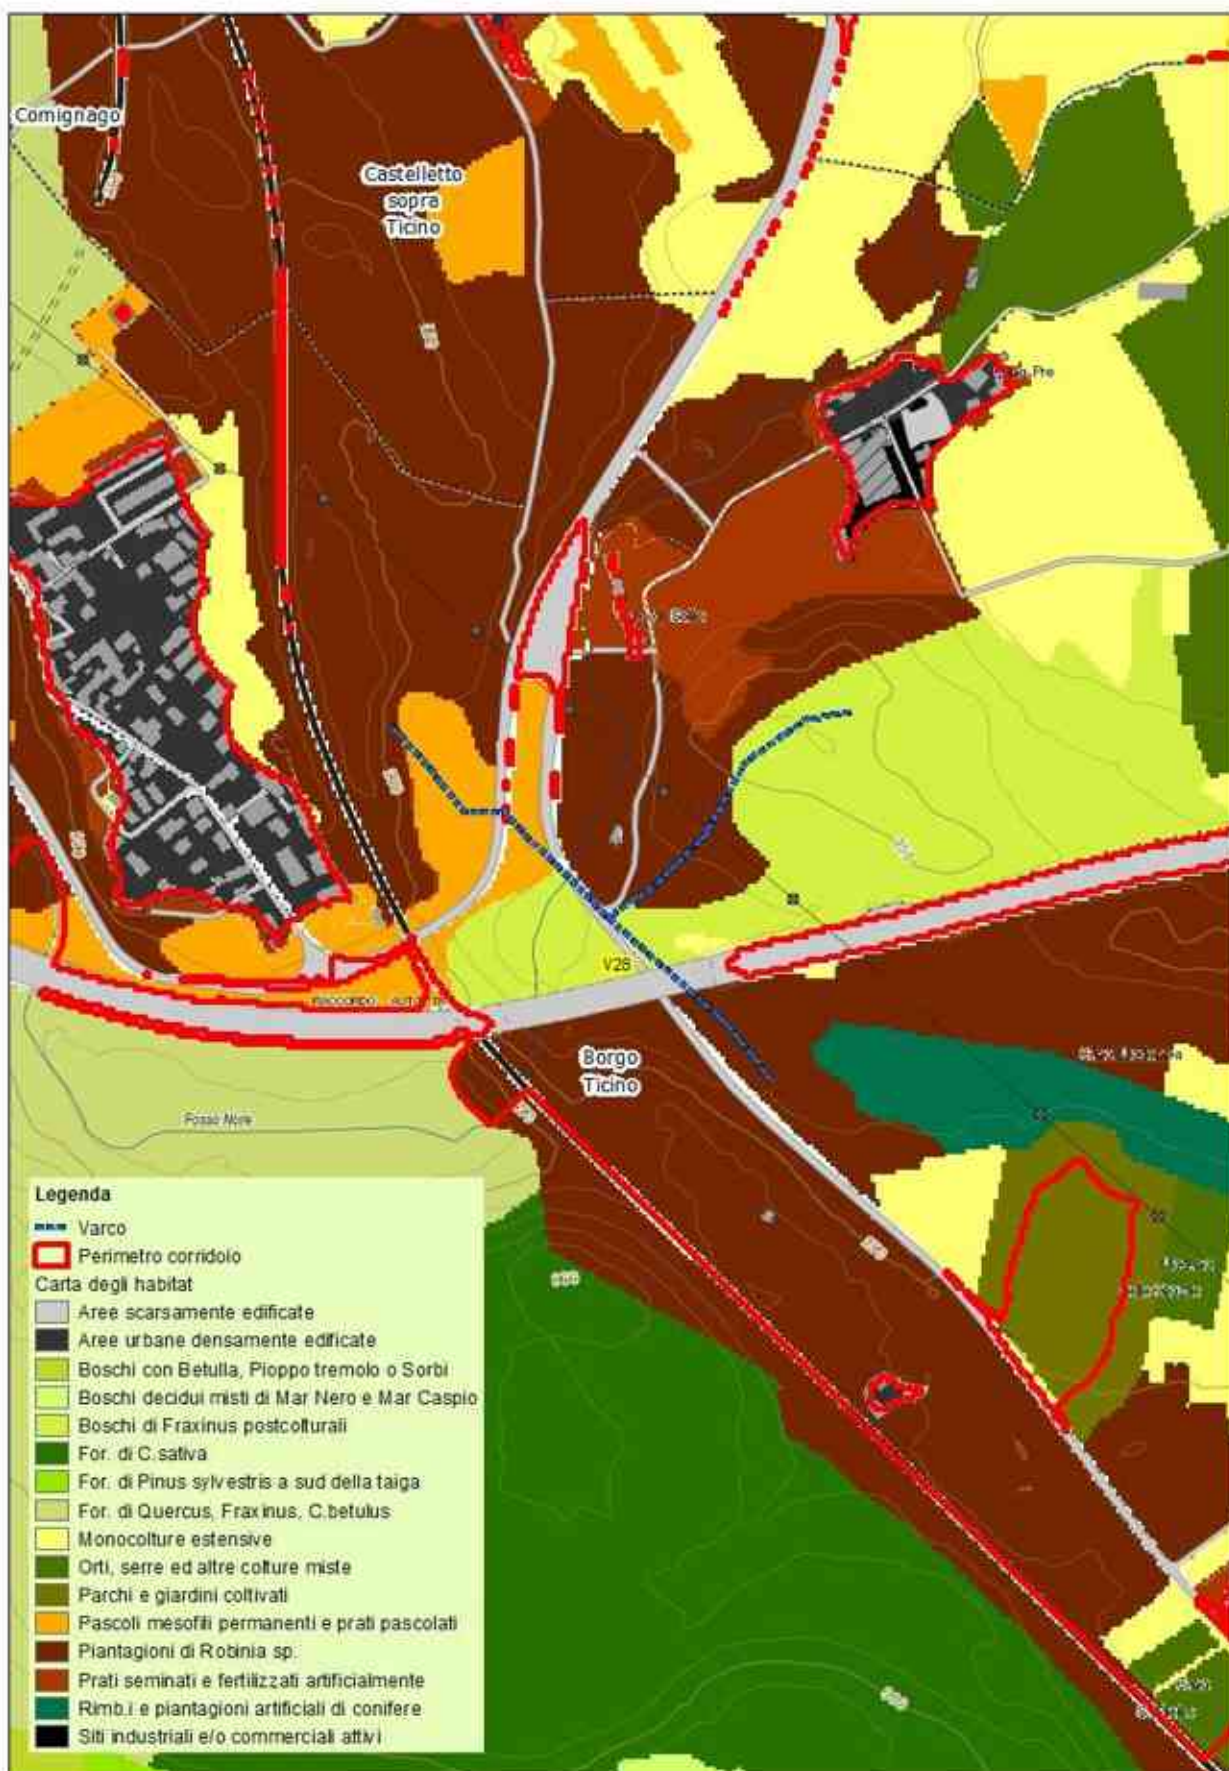 Comignago
Castelletto
sopra
Ticino
Pre
V28
Borgo
Ticino
Fosso Nore
Legenda
Varco
Perimetro corridoio
Carta degli habitat
Aree scarsamente edificate
Aree urbane densamente edificate
Boschi con Betulla, Pioppo tremolo o Sorbi
Boschi decidui misti di Mar Nero e Mar Caspio
Boschi di Fraxinus postcolturali
For. di C.sativa
For. di Pinus sylvestris a sud della taiga
For. di Quercus, Fraxinus, C.betulus
Monocolture estensive
Orti, serre ed altre colture miste
Parchi e giardini coltivati
Pascoli mesofili permanenti e prati pascolati
Piantagioni di Robinia sp.
Prati seminati e fertilizzati artificialmente
Rimb.i e piantagioni artificiali di conifere
Siti industriali e/o commerciali attivi